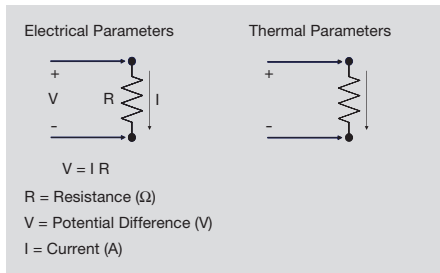 Electrical Parameters
Thermal Parameters
+
V
R
I
-
+
-
V = I R
R = Resistance (Ω)
V = Potential Difference (V)
I = Current (A)